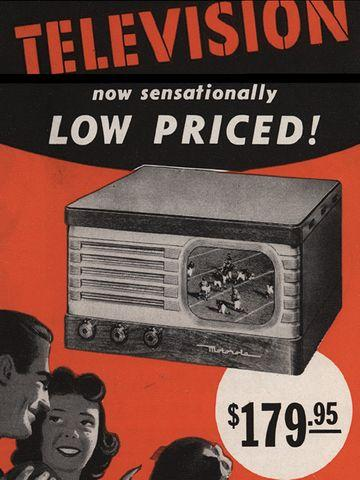 TELEVISION
now sensationally
LOW PRICED!
Motorola
$179.95